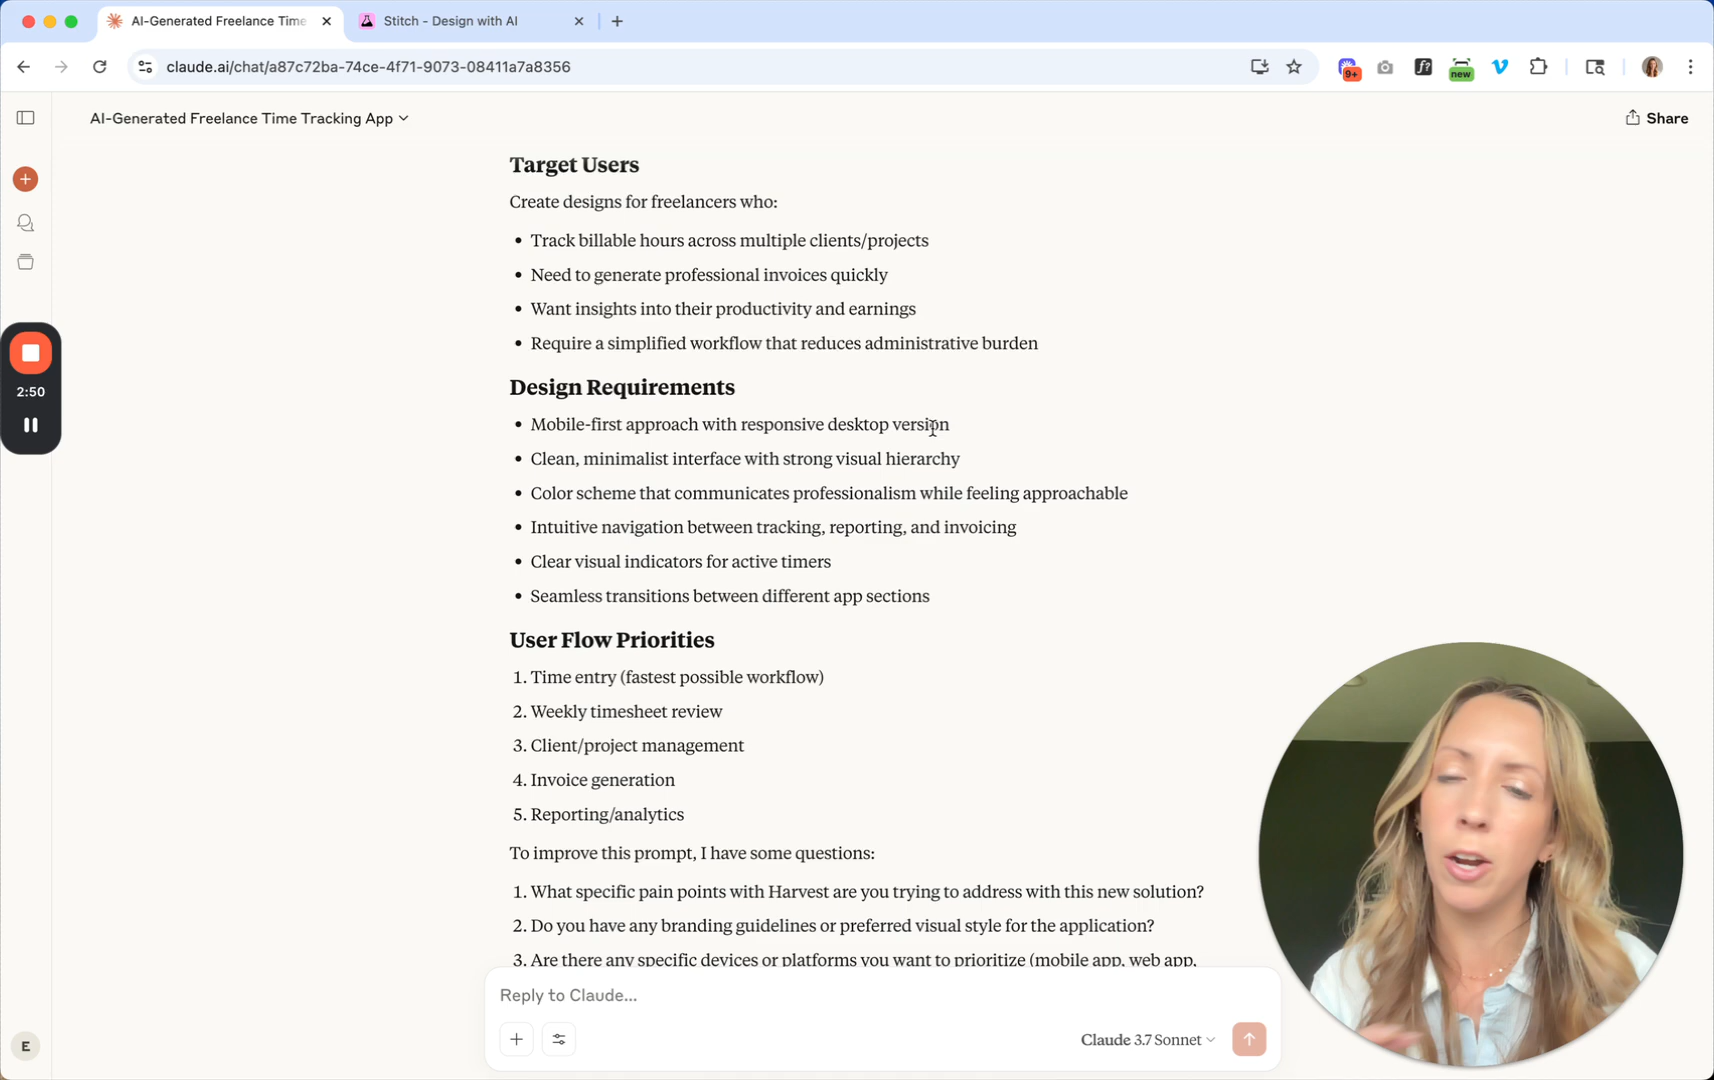 AI-Generated Freelance Time
Stitch - Design with AI
claude.ai/chat/a87c72ba-74ce-4f71-9073-08411a7a8356
9+
f?
new
AI-Generated Freelance Time Tracking App
Share
Target Users
Create designs for freelancers who:
• Track billable hours across multiple clients/projects
• Need to generate professional invoices quickly
• Want insights into their productivity and earnings
• Require a simplified workflow that reduces administrative burden
2:50
Design Requirements
• Mobile-first approach with responsive desktop version
• Clean, minimalist interface with strong visual hierarchy
• Color scheme that communicates professionalism while feeling approachable
• Intuitive navigation between tracking, reporting, and invoicing
• Clear visual indicators for active timers
• Seamless transitions between different app sections
User Flow Priorities
1. Time entry (fastest possible workflow)
2. Weekly timesheet review
3. Client/project management
4. Invoice generation
5. Reporting/analytics
To improve this prompt, I have some questions:
1. What specific pain points with Harvest are you trying to address with this new solution?
2. Do you have any branding guidelines or preferred visual style for the application?
3. Are there any specific devices or platforms you want to prioritize (mobile app, web app,
Reply to Claude...
Claude 3.7 Sonnet
E